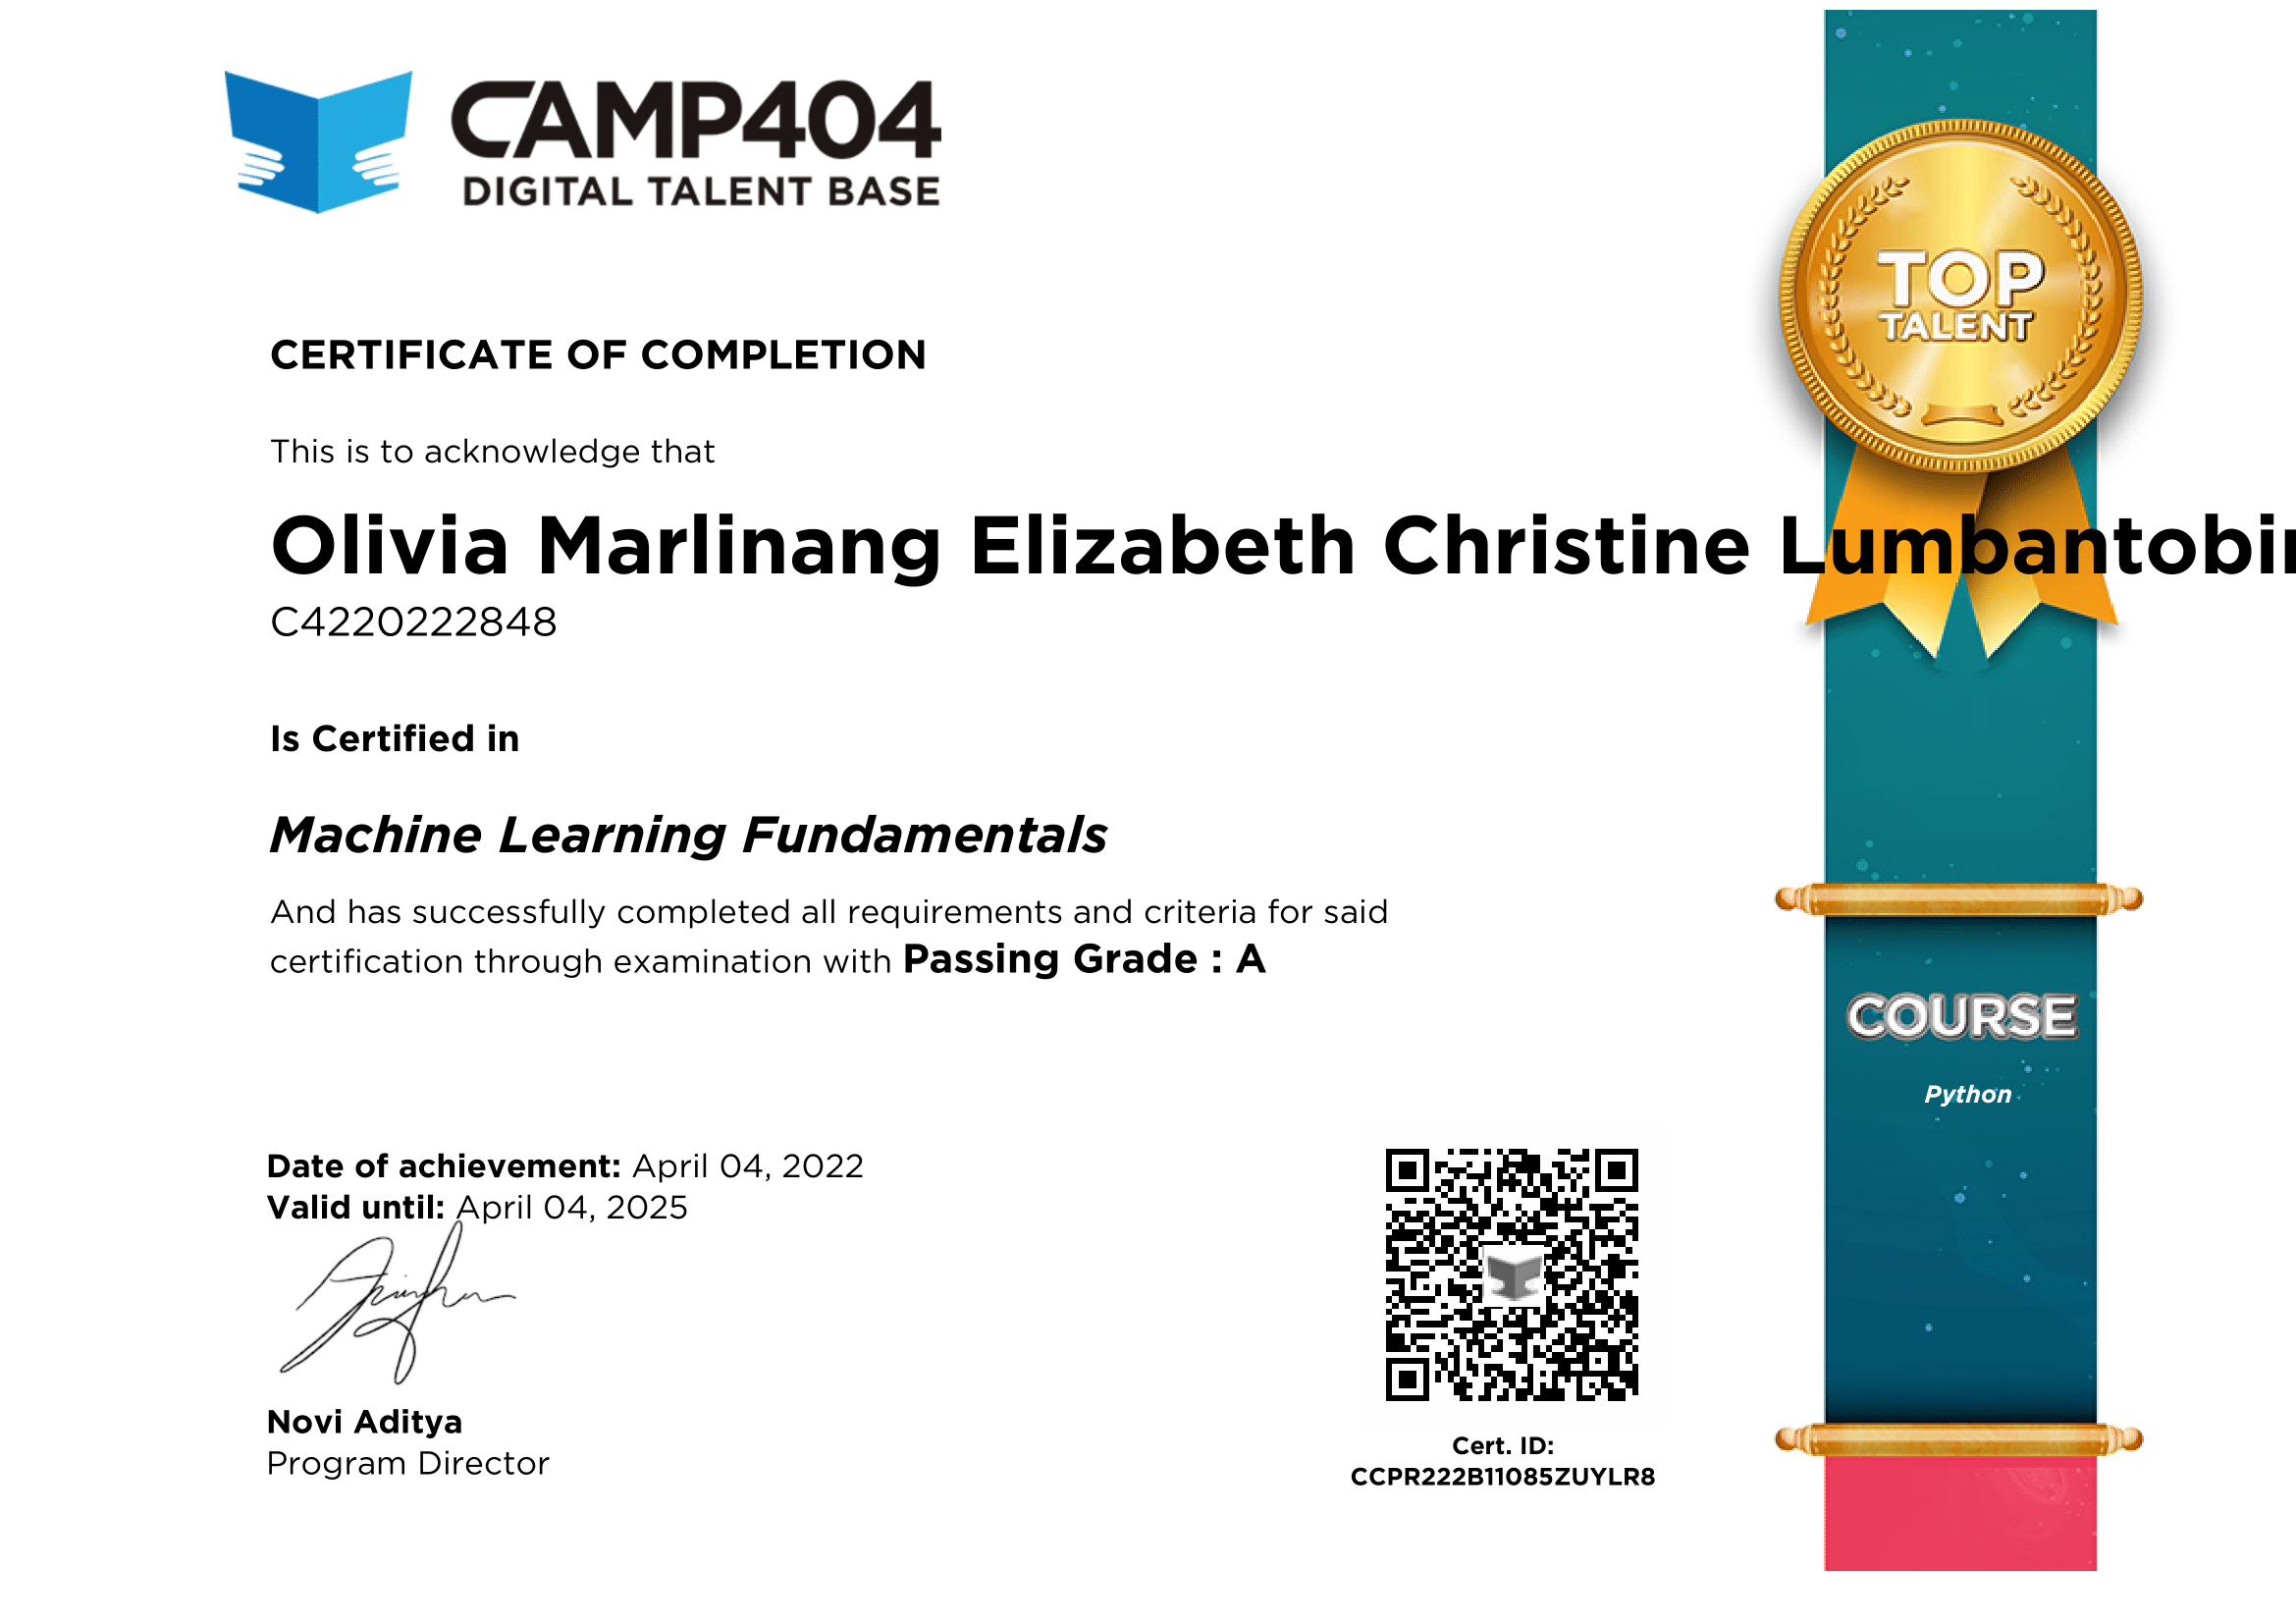 CAMP404
DIGITAL TALENT BASE
TOP
TALENT
CERTIFICATE OF COMPLETION
This is to acknowledge that
Olivia Marlinang Elizabeth Christine
C4220222848
Is Certified in
Machine Learning Fundamentals
And has successfully completed all requirements and criteria for said
certification through examination with Passing Grade : A
COURSE
Python
Date of achievement: April 04, 2022
Valid until: April 04, 2025
Novi Aditya
Program Director
Cert. ID:
CCPR222B11085ZUYLR8